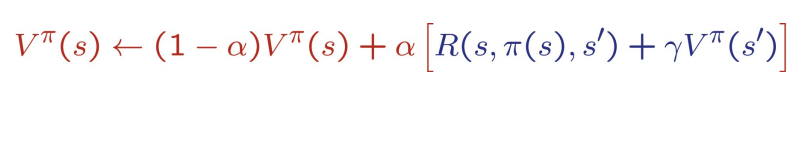 V^π(s) ← (1 − α)V^π(s) + α [R(s, π(s), s′) + γV^π(s′)]